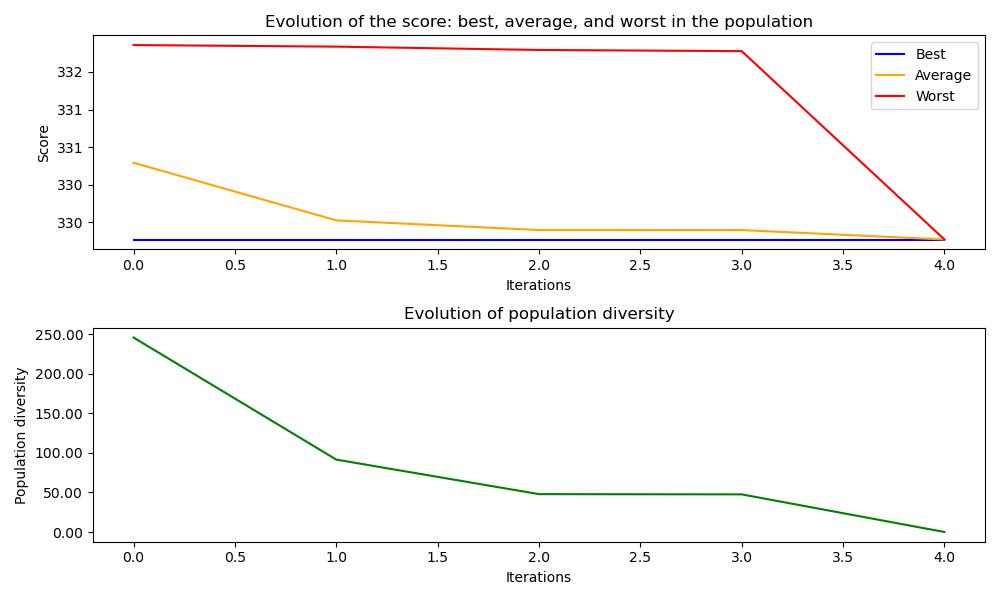 Evolution of the score: best, average, and worst in the population
Score
332
331
331
330
330
Best
Average
Worst
0.0 0.5 1.0 1.5 2.0 2.5 3.0 3.5 4.0
Iterations
Evolution of population diversity
Population diversity
250.00
200.00
150.00
100.00
50.00
0.00
0.0 0.5 1.0 1.5 2.0 2.5 3.0 3.5 4.0
Iterations